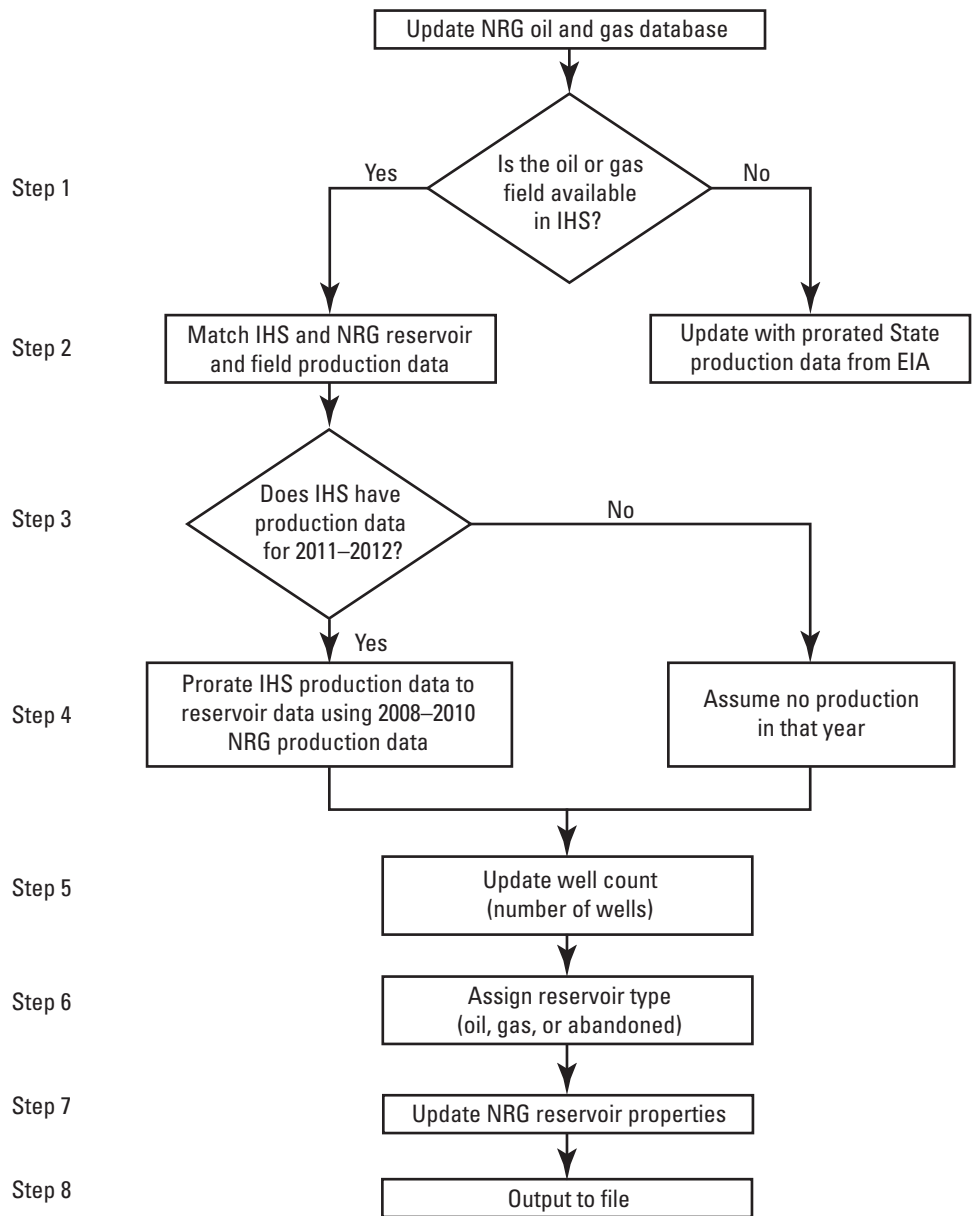 Update NRG oil and gas database
Step 1
Yes
Is the oil or gas
field available
in IHS?
No
Step 2
Match IHS and NRG reservoir
and field production data
Update with prorated State
production data from EIA
Step 3
Does IHS have
production data
for 2011–2012?
No
Yes
Step 4
Prorate IHS production data to
reservoir data using 2008–2010
NRG production data
Assume no production
in that year
Step 5
Update well count
(number of wells)
Step 6
Assign reservoir type
(oil, gas, or abandoned)
Step 7
Update NRG reservoir properties
Step 8
Output to file